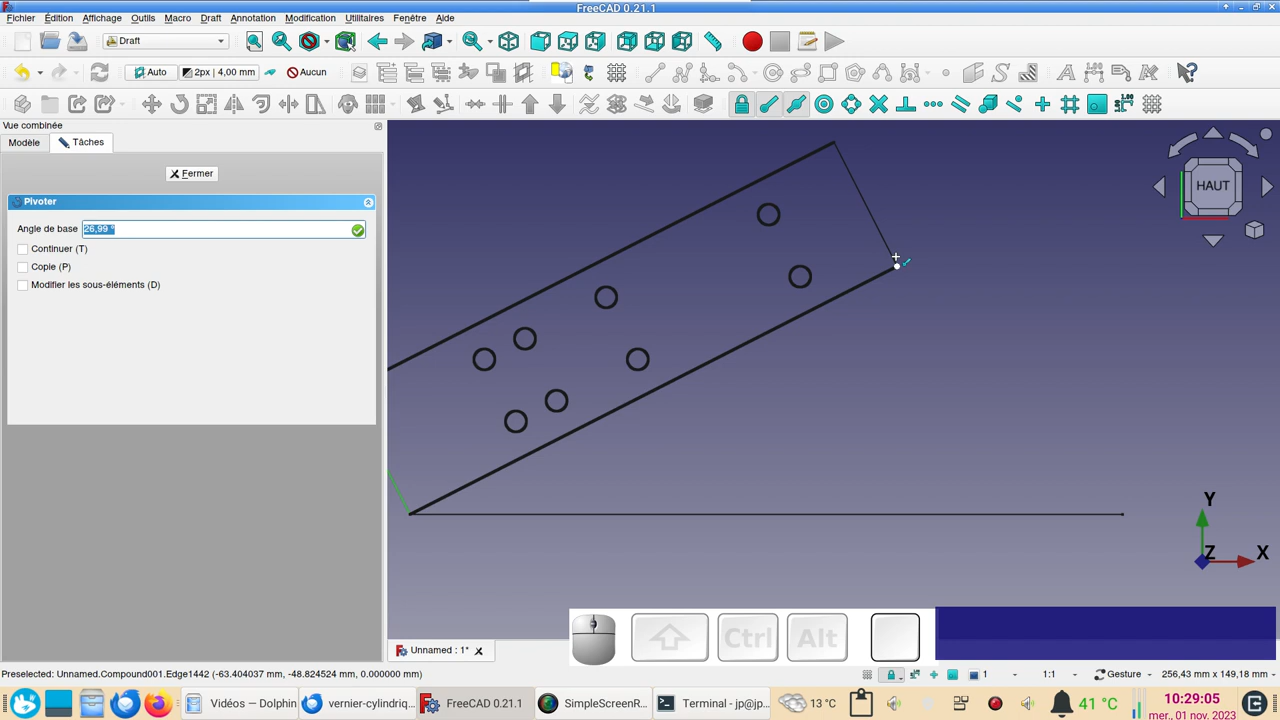 FreeCAD 0.21.1
Fichier Édition Affichage Outils Macro Draft Annotation Modification Utilitaires Fenêtre Aide
Draft
Auto 2px | 4,00 mm Aucun
Vue combinée
Modèle Tâches
Fermer
Pivoter
Angle de base 26,99 °
Continuer (T)
Copie (P)
Modifier les sous-éléments (D)
HAUT
Y
Z X
Ctrl Alt
Unnamed : 1*
Preselected: Unnamed.Compound001.Edge1442 (-63.404037 mm, -48.824524 mm, 0.000000 mm)
1 1:1 Gesture 256,43 mm x 149,18 mm
Vickons — Dolphin vernier-cylindriq... FreeCAD 0.21.1 SimpleScreenR... Terminal - jp@jp... 13 °C 41 °C
10:29:05
mer., 01 nov. 2023